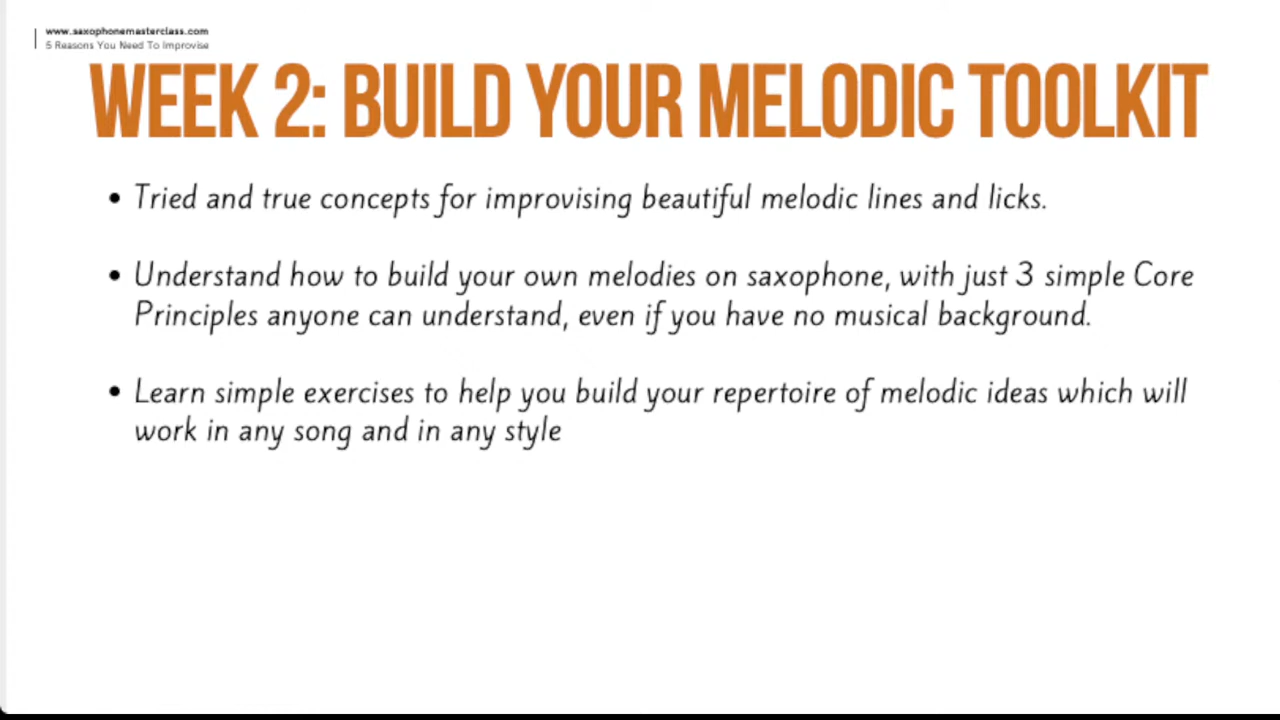 www.saxophonemasterclass.com
5 Reasons You Need To Improvise
WEEK 2: BUILD YOUR MELODIC TOOLKIT
• Tried and true concepts for improvising beautiful melodic lines and licks.
• Understand how to build your own melodies on saxophone, with just 3 simple Core
Principles anyone can understand, even if you have no musical background.
• Learn simple exercises to help you build your repertoire of melodic ideas which will
work in any song and in any style